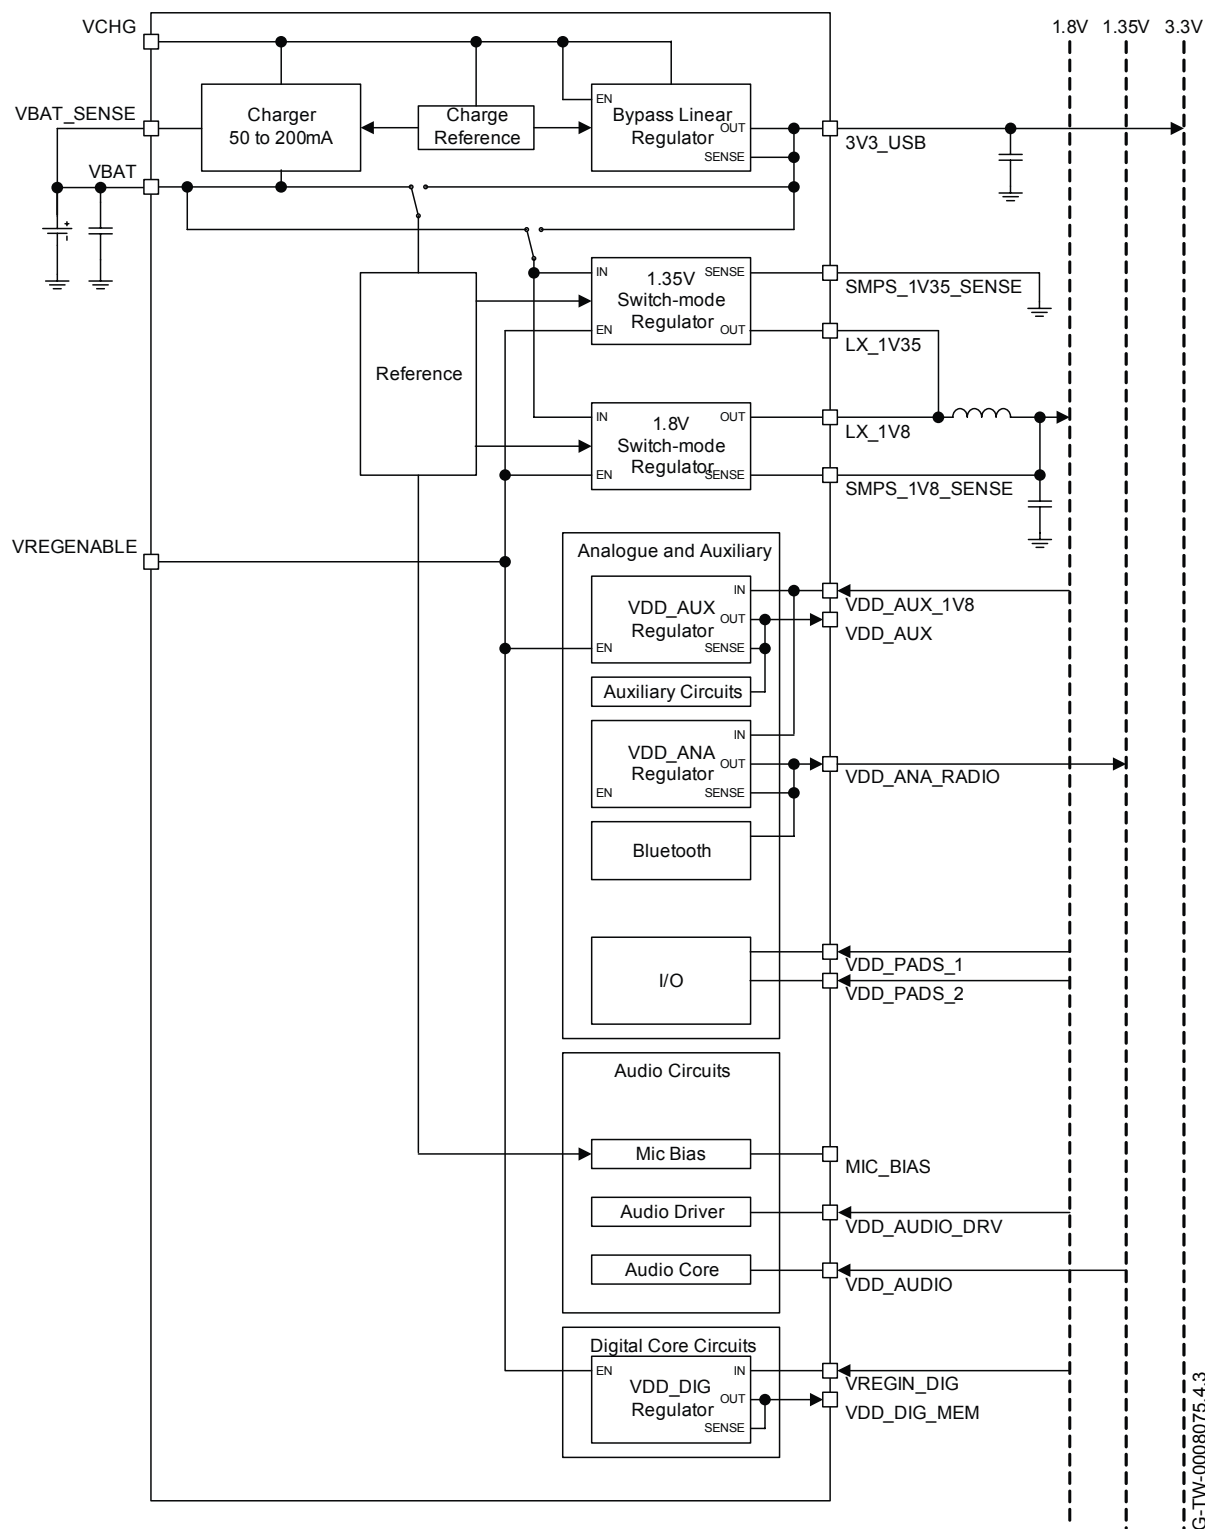 VCHG
1.8V 1.35V 3.3V
VBAT_SENSE
Charger
50 to 200mA
Charge
Reference
EN
Bypass Linear
Regulator
OUT
SENSE
3V3_USB
VBAT
+
-
Reference
IN
1.35V
Switch-mode
Regulator
SENSE
EN
OUT
SMPS_1V35_SENSE
LX_1V35
IN
1.8V
Switch-mode
Regulator
OUT
EN
SENSE
LX_1V8
SMPS_1V8_SENSE
VREGENABLE
Analogue and Auxiliary
VDD_AUX
Regulator
IN
OUT
SENSE
EN
VDD_AUX_1V8
VDD_AUX
Auxiliary Circuits
VDD_ANA
Regulator
IN
OUT
SENSE
EN
VDD_ANA_RADIO
Bluetooth
I/O
VDD_PADS_1
VDD_PADS_2
Audio Circuits
Mic Bias
MIC_BIAS
Audio Driver
VDD_AUDIO_DRV
Audio Core
VDD_AUDIO
Digital Core Circuits
EN
VDD_DIG
Regulator
IN
OUT
SENSE
VREGIN_DIG
VDD_DIG_MEM
G-TW-0008075.4.3